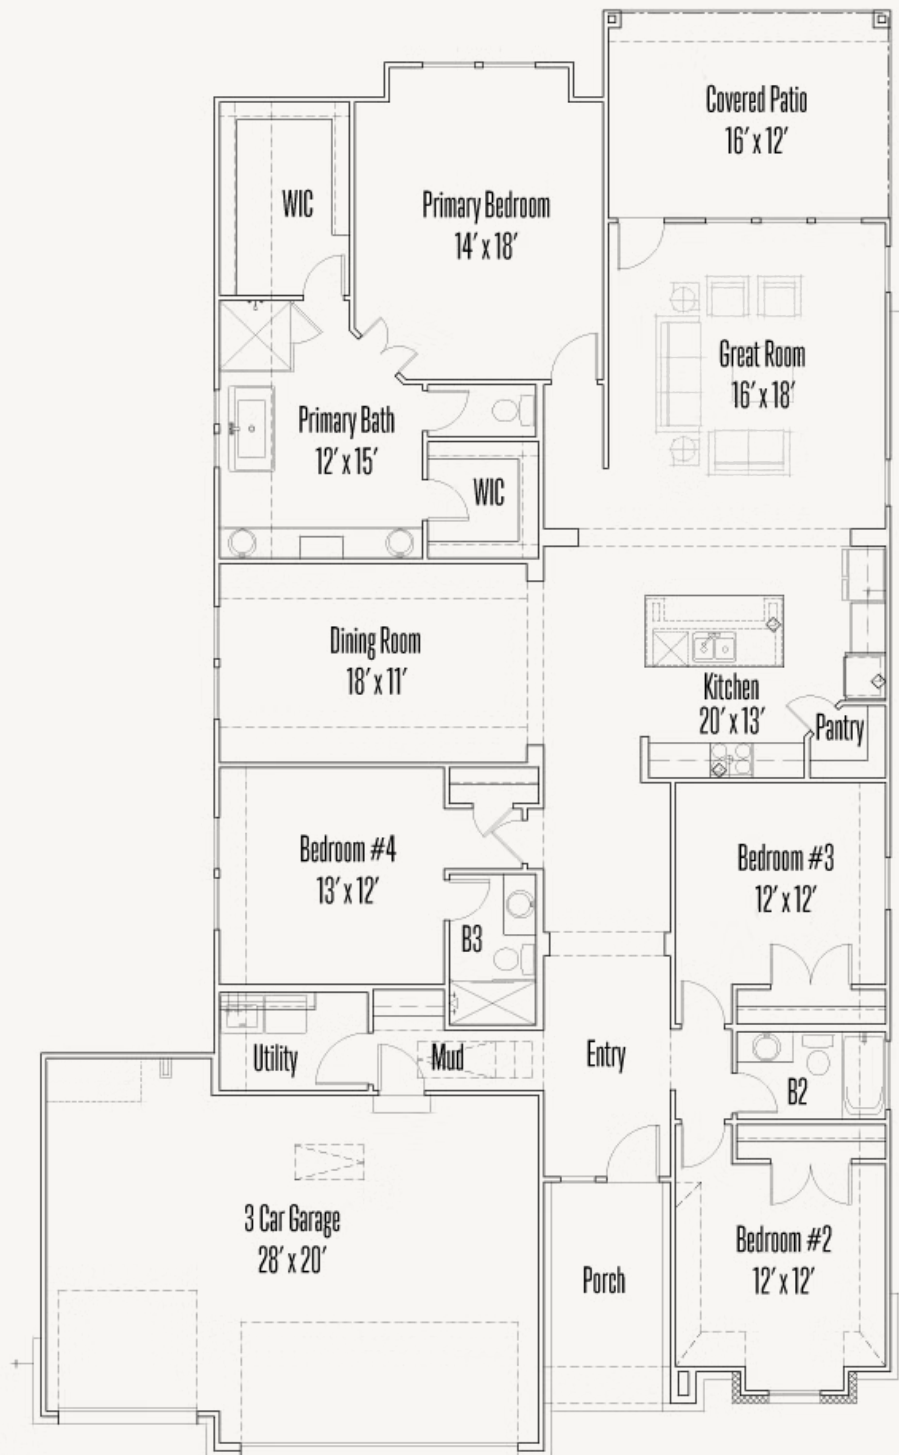 Covered Patio
16' x 12'
WIC
Primary Bedroom
14' x 18'
Great Room
16' x 18'
Primary Bath
12' x 15'
WIC
Dining Room
18' x 11'
Kitchen
20' x 13'
Pantry
Bedroom #4
13' x 12'
Bedroom #3
12' x 12'
B3
Utility
Mud
Entry
B2
3 Car Garage
28' x 20'
Bedroom #2
12' x 12'
Porch